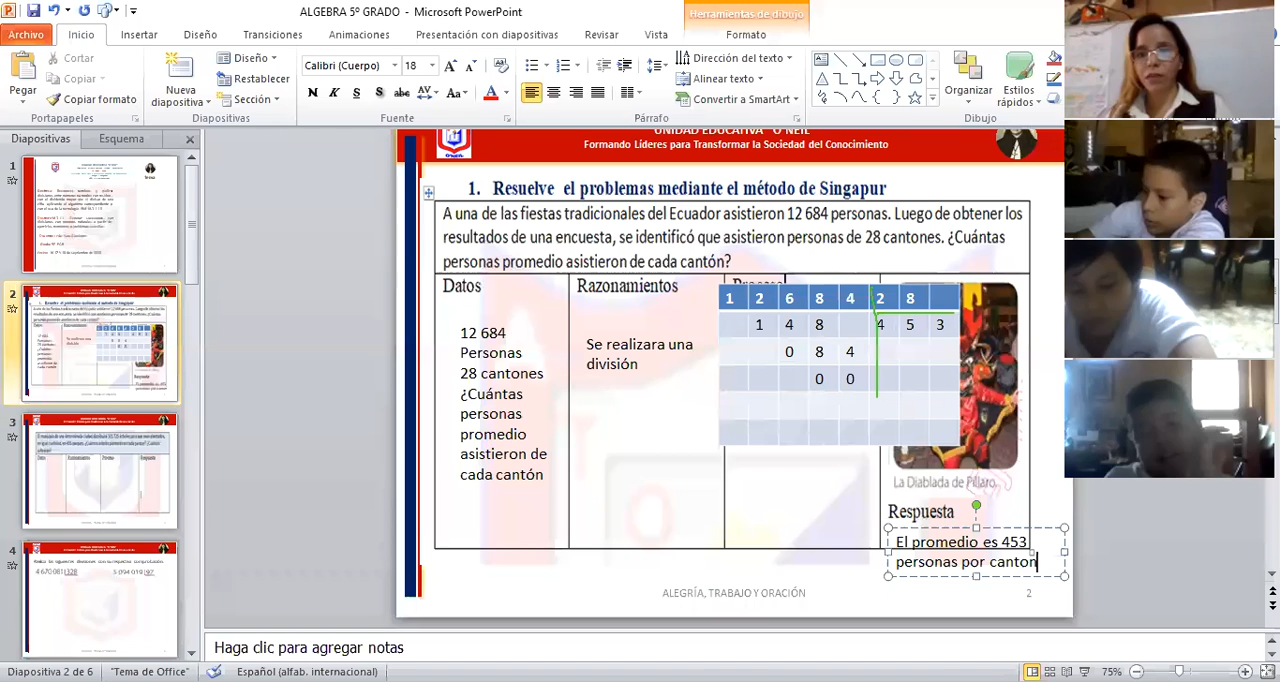 ALGEBRA 5º GRADO - Microsoft PowerPoint
Herramientas de dibujo
Archivo Inicio Insertar Diseño Transiciones Animaciones Presentación con diapositivas Revisar Vista Formato
Cortar
Copiar
Copiar formato
Pegar
Portapapeles
Nueva diapositiva
Diseño
Restablecer
Sección
Diapositivas
Calibri (Cuerpo) 18
N K S S abc AV Aa A
Fuente
Párrafo
Dirección del texto
Alinear texto
Convertir a SmartArt
Organizar
Estilos rápidos
Dibujo
Diapositivas Esquema
1
2
3
4
UNIDAD EDUCATIVA "O'NEIL"
Formando Líderes para Transformar la Sociedad del Conocimiento
1. Resuelve el problemas mediante el método de Singapur
A una de las fiestas tradicionales del Ecuador asistieron 12 684 personas. Luego de obtener los
resultados de una encuesta, se identificó que asistieron personas de 28 cantones. ¿Cuántas
personas promedio asistieron de cada cantón?
Datos Razonamientos
12 684
Personas
28 cantones
¿Cuántas
personas
promedio
asistieron de
cada cantón
Se realizara una
división
1 2 6 8 4 2 8
1 4 8 4 5 3
0 8 4
0 0
La Diablada de Píllaro.
Respuesta
El promedio es 453
personas por canton
ALEGRÍA, TRABAJO Y ORACIÓN
2
Haga clic para agregar notas
Diapositiva 2 de 6 "Tema de Office" Español (alfab. internacional) 75%